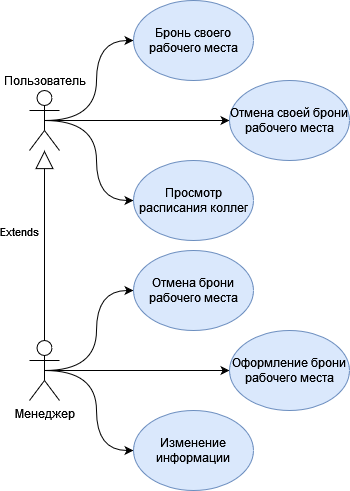 Бронь своего
рабочего места
Пользователь
Отмена своей брони
рабочего места
Просмотр
расписания коллег
Extends
Отмена брони
рабочего места
Оформление брони
рабочего места
Менеджер
Изменение
информации